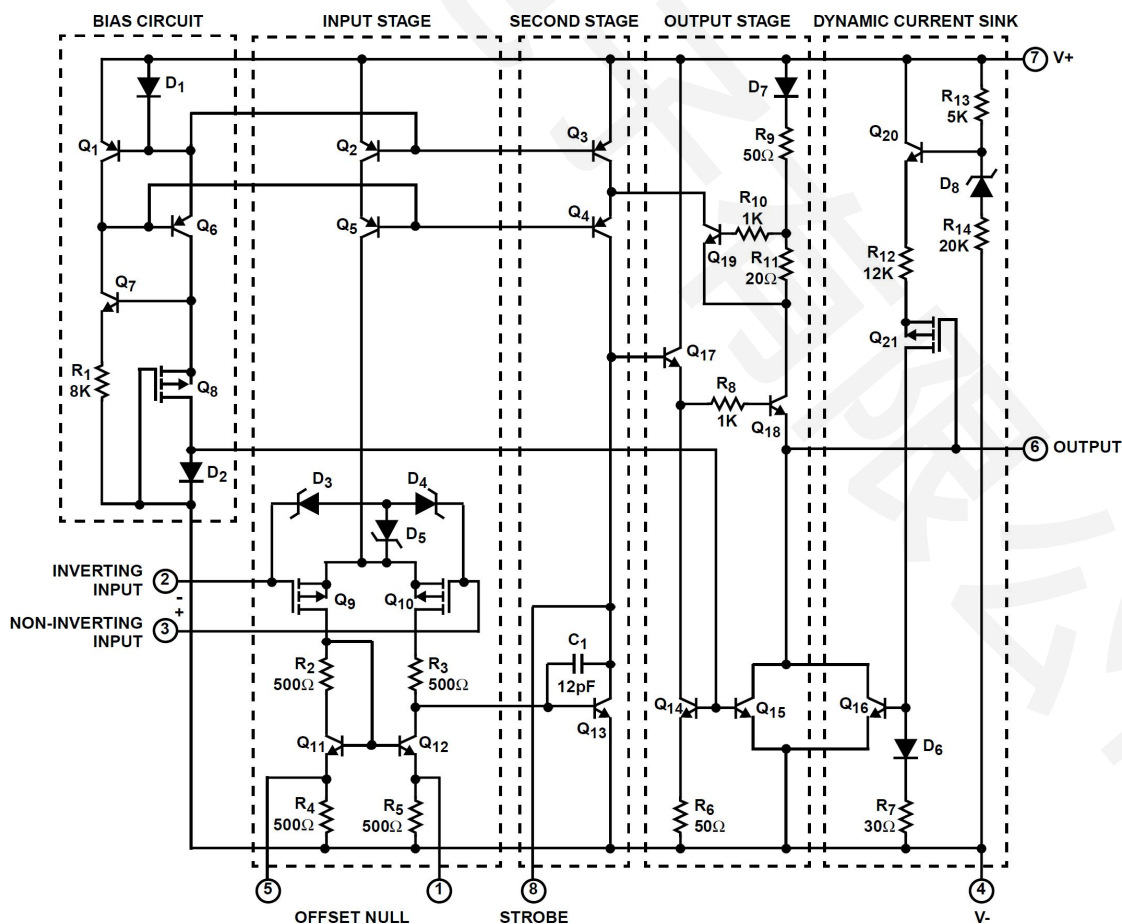 BIAS CIRCUIT
INPUT STAGE
SECOND STAGE
OUTPUT STAGE
DYNAMIC CURRENT SINK
7 V+
D1
D7
R13
5K
Q1
Q2
Q3
R9
50Ω
Q20
D8
Q6
Q5
Q4
R10
1K
Q19
R11
20Ω
R14
20K
R12
12K
Q7
Q17
Q21
R1
8K
Q8
R8
1K
Q18
6 OUTPUT
D2
D3
D4
D5
INVERTING
INPUT
2
-
+
NON-INVERTING
INPUT
3
Q9
Q10
R2
500Ω
R3
500Ω
C1
12pF
Q11
Q12
Q13
Q14
Q15
Q16
D6
R4
500Ω
R5
500Ω
R6
50Ω
R7
30Ω
5
1
8
4
OFFSET NULL
STROBE
V-
有限公